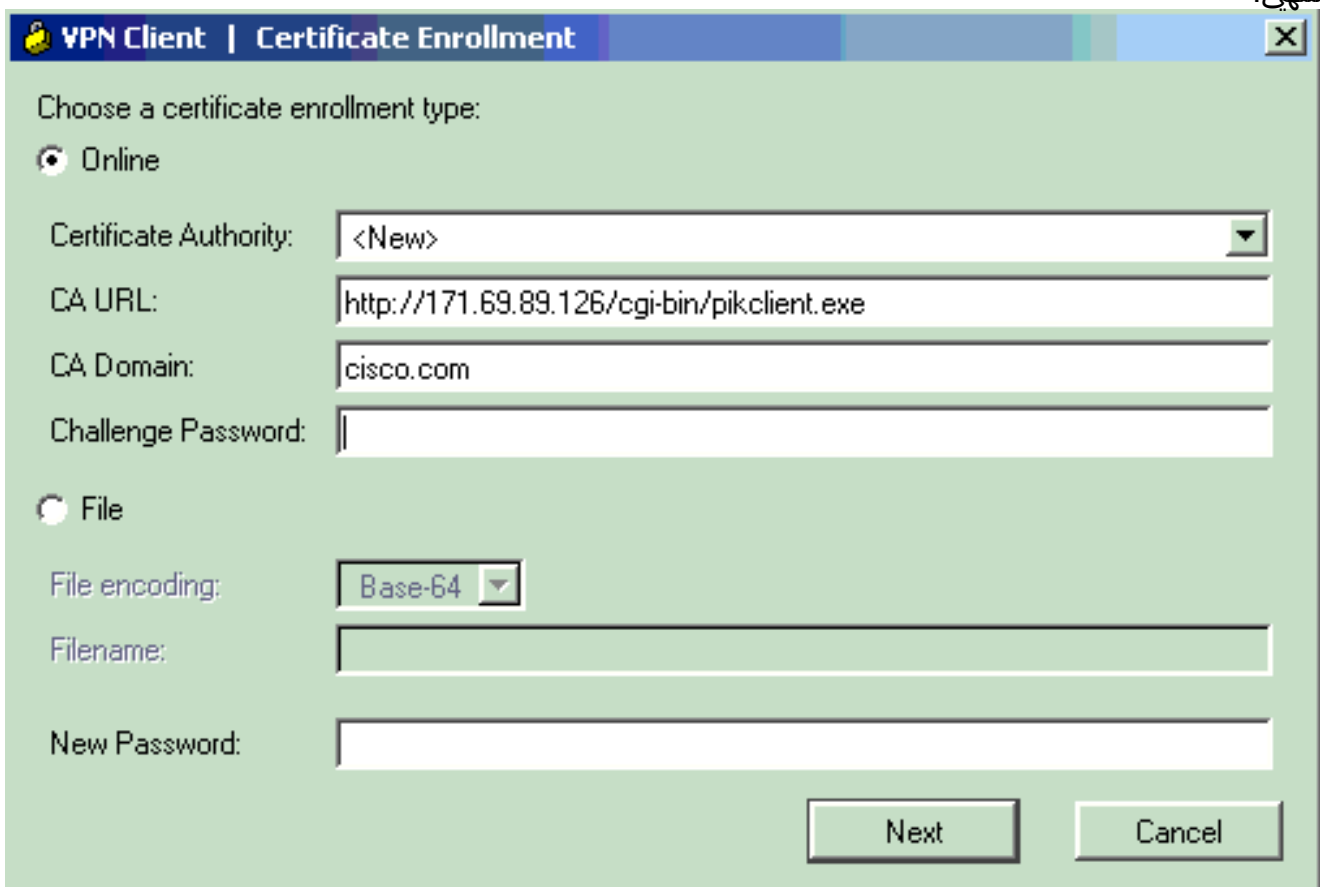 VPN Client | Certificate Enrollment
Choose a certificate enrollment type:
Online
Certificate Authority: <New>
CA URL: http://171.69.89.126/cgi-bin/pikclient.exe
CA Domain: cisco.com
Challenge Password:
File
File encoding: Base-64
Filename:
New Password:
Next Cancel